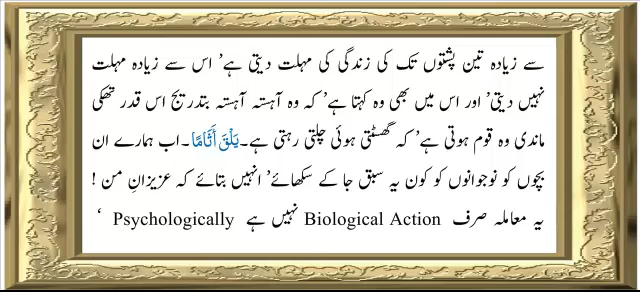 سے زیادہ تین پشتوں تک کی زندگی کی مہلت دیتی ہے’ اس سے زیادہ مہلت
نہیں دیتی’ اور اس میں بھی وہ کہتا ہے’ کہ وہ آہستہ آہستہ بتدریج اس قدر تھکی
ماندی وہ قوم ہوتی ہے’ کہ گھسٹتی ہوئی چلتی رہتی ہے۔ یَلْقَ أَثَامًا۔ اب ہمارے ان
بچوں کو نوجوانوں کو کون یہ سبق جا کے سکھائے’ انہیں بتائے کہ عزیزانِ من !
یہ معاملہ صرف Biological Action نہیں ہے Psychologically ‘